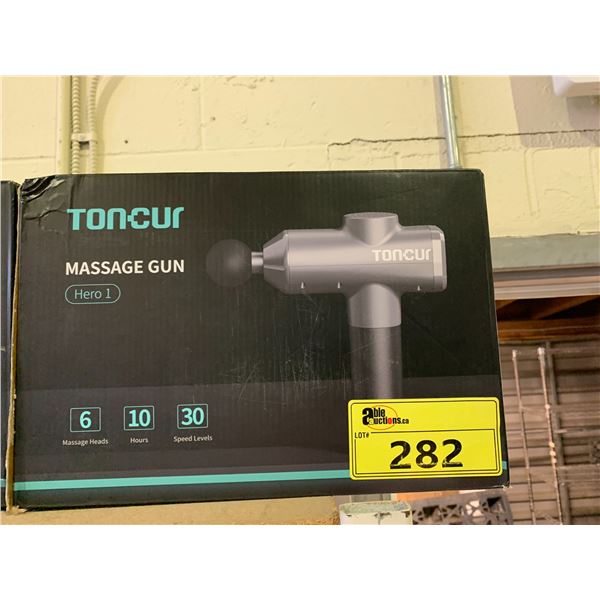 TONCUR
MASSAGE GUN
Hero 1
TONCUR
6
Massage Heads
10
Hours
30
Speed Levels
able auctions.ca
LOT#
282